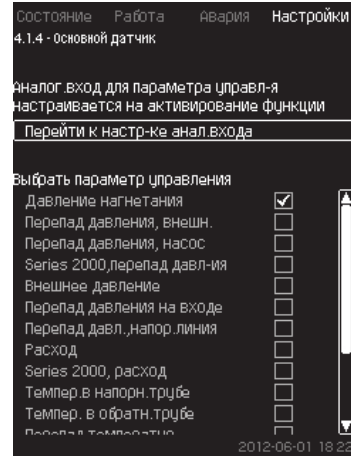 Состояние Работа Авария Настройки
4.1.4 - Основной датчик
Аналог.вход для параметра управл-я
настраивается на активирование функции
Перейти к настр-ке анал.входа
Выбрать параметр управления
Давление нагнетания
Перепад давления, внешн.
Перепад давления, насос
Series 2000,перепад давл-ия
Внешнее давление
Перепад давления на входе
Перепад давл.,напор.линия
Расход
Series 2000, расход
Темпер.в напорн.трубе
Темпер. в обратн.трубе
2012-06-01 18:22